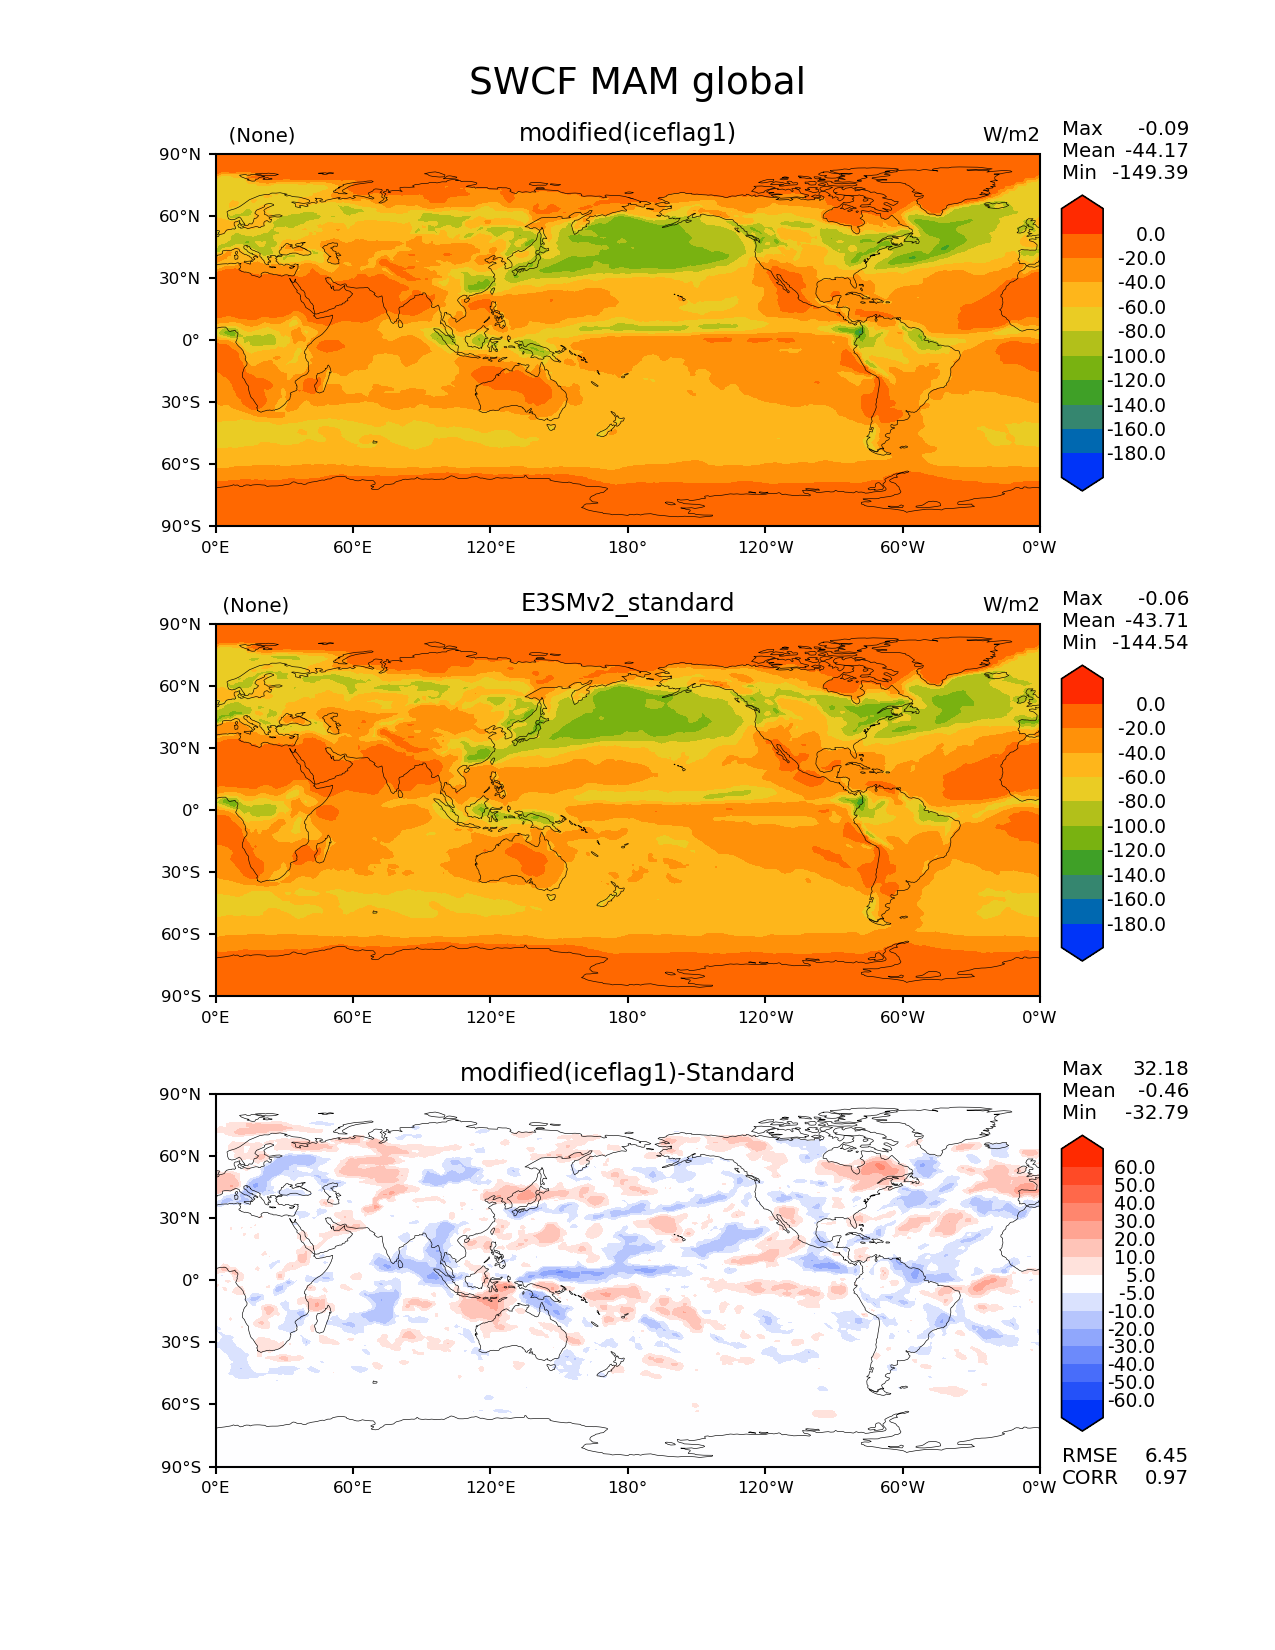 SWCF MAM global
(None) modified(iceflag1) W/m2
Max -0.09
Mean -44.17
Min -149.39
90°N
60°N
30°N
0°
30°S
60°S
90°S
0°E 60°E 120°E 180° 120°W 60°W 0°W
0.0
-20.0
-40.0
-60.0
-80.0
-100.0
-120.0
-140.0
-160.0
-180.0
(None) E3SMv2_standard W/m2
Max -0.06
Mean -43.71
Min -144.54
90°N
60°N
30°N
0°
30°S
60°S
90°S
0°E 60°E 120°E 180° 120°W 60°W 0°W
0.0
-20.0
-40.0
-60.0
-80.0
-100.0
-120.0
-140.0
-160.0
-180.0
modified(iceflag1)-Standard
Max 32.18
Mean -0.46
Min -32.79
90°N
60°N
30°N
0°
30°S
60°S
90°S
0°E 60°E 120°E 180° 120°W 60°W 0°W
60.0
50.0
40.0
30.0
20.0
10.0
5.0
-5.0
-10.0
-20.0
-30.0
-40.0
-50.0
-60.0
RMSE 6.45
CORR 0.97